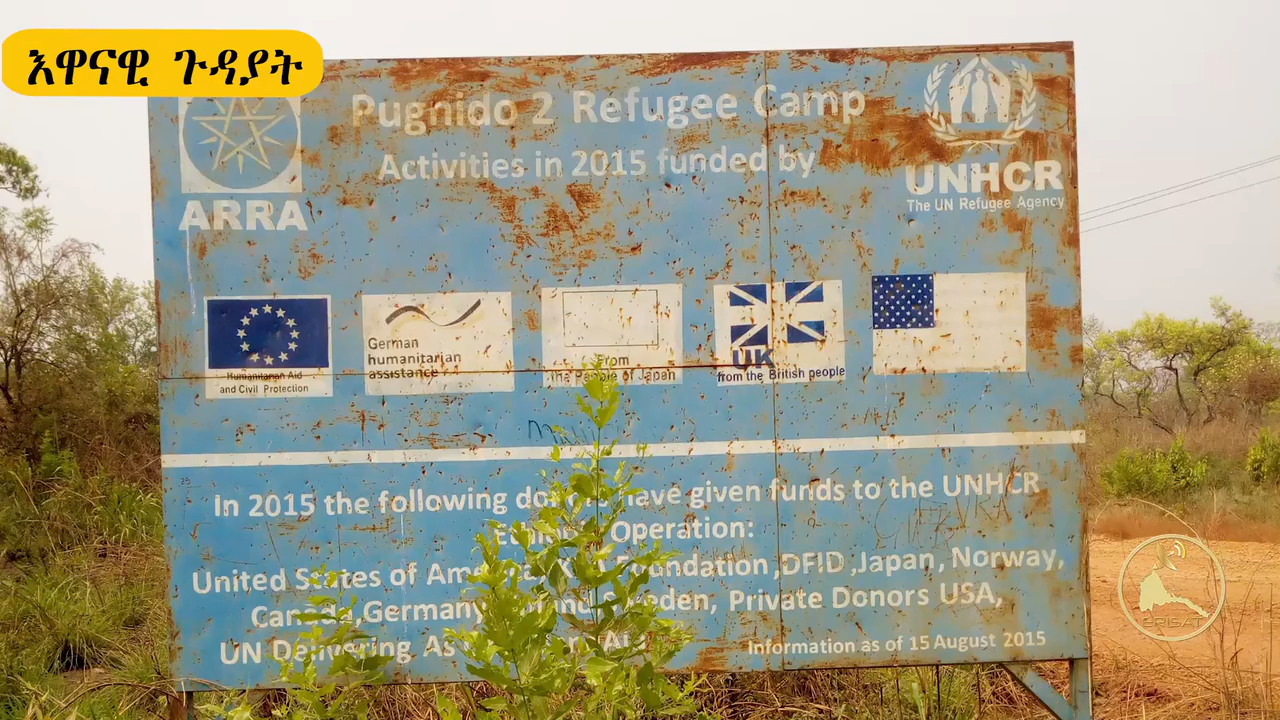 እዋናዊ ጉዳያት
Pugnido 2 Refugee Camp
Activities in 2015 funded by
ARRA
UNHCR
The UN Refugee Agency
Humanitarian Aid
and Civil Protection
German
humanitarian
assistance
From
The People of Japan
UK
from the British people
In 2015 the following have given funds to the UNHCR
Operation:
United States of Foundation ,DFID ,Japan, Norway,
Canada,Germany Sweden, Private Donors USA,
UN Delivering As
Information as of 15 August 2015
ERISAT